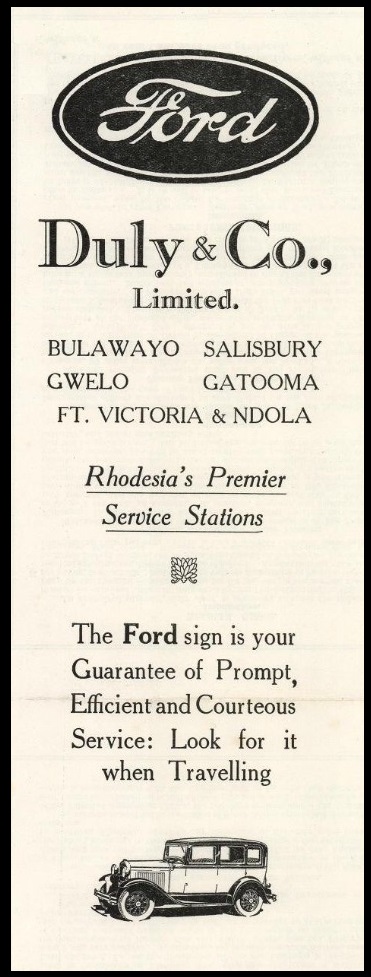 Ford
Duly & Co.,
Limited.
BULAWAYO SALISBURY
GWELO GATOOMA
FT. VICTORIA & NDOLA
Rhodesia's Premier
Service Stations
The Ford sign is your
Guarantee of Prompt,
Efficient and Courteous
Service: Look for it
when Travelling